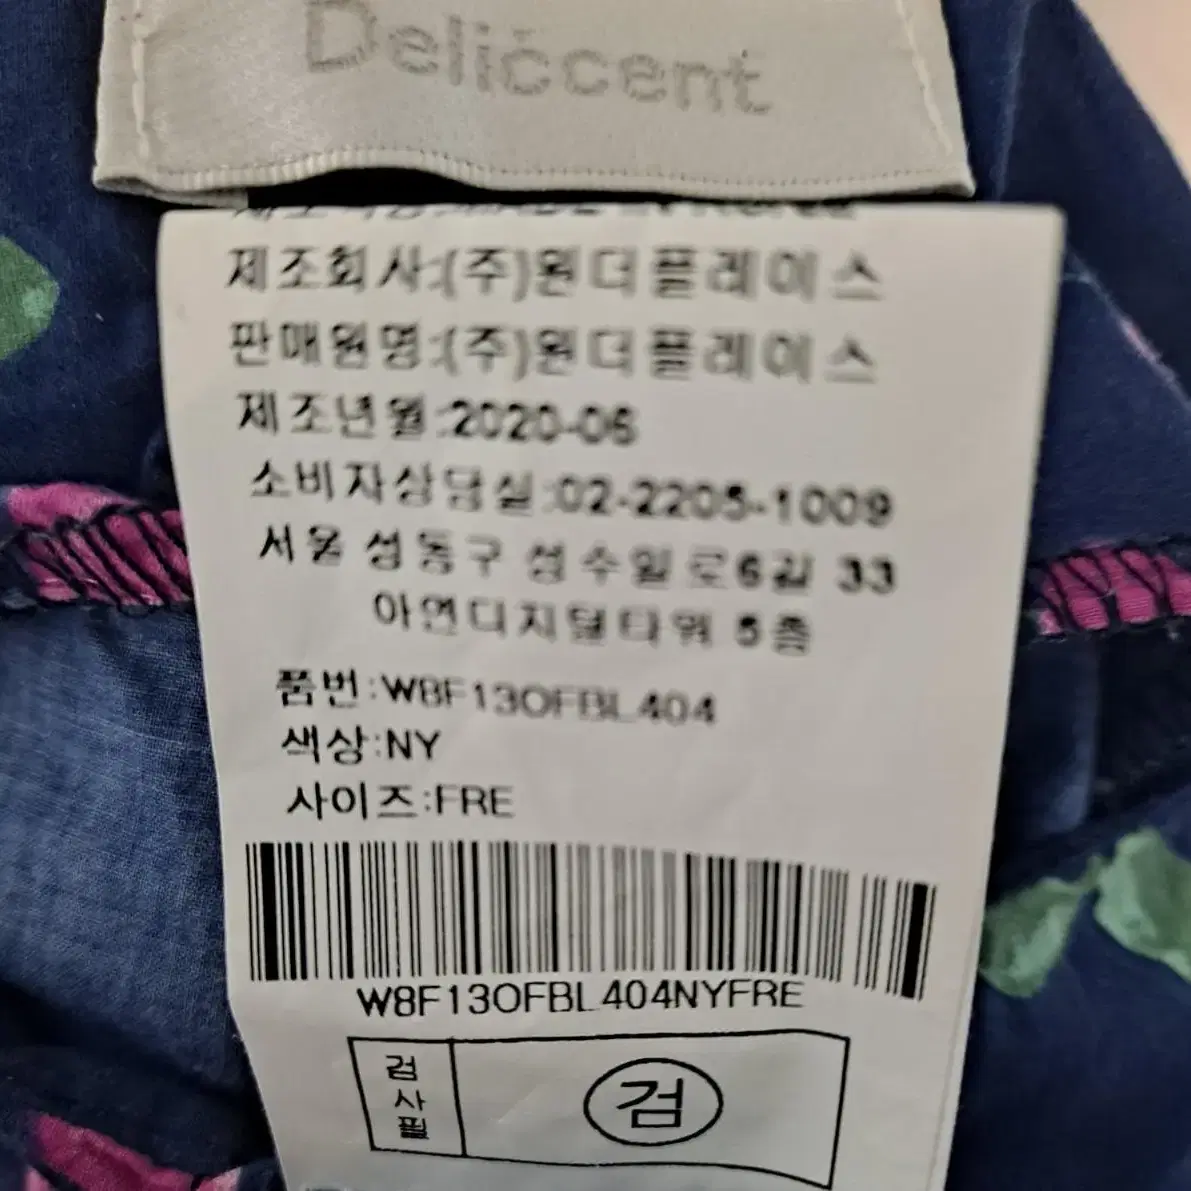 Deliccent
제조회사:(주)원더플레이스
판매원명:(주)원더플레이스
제조년월:2020-06
소비자상담실:02-2205-1009
서울 성동구 성수일로6길 33
아연디지털타워 5층
품번:W8F13OFBL404
색상:NY
사이즈:FRE
W8F13OFBL404NYFRE
검사필
검